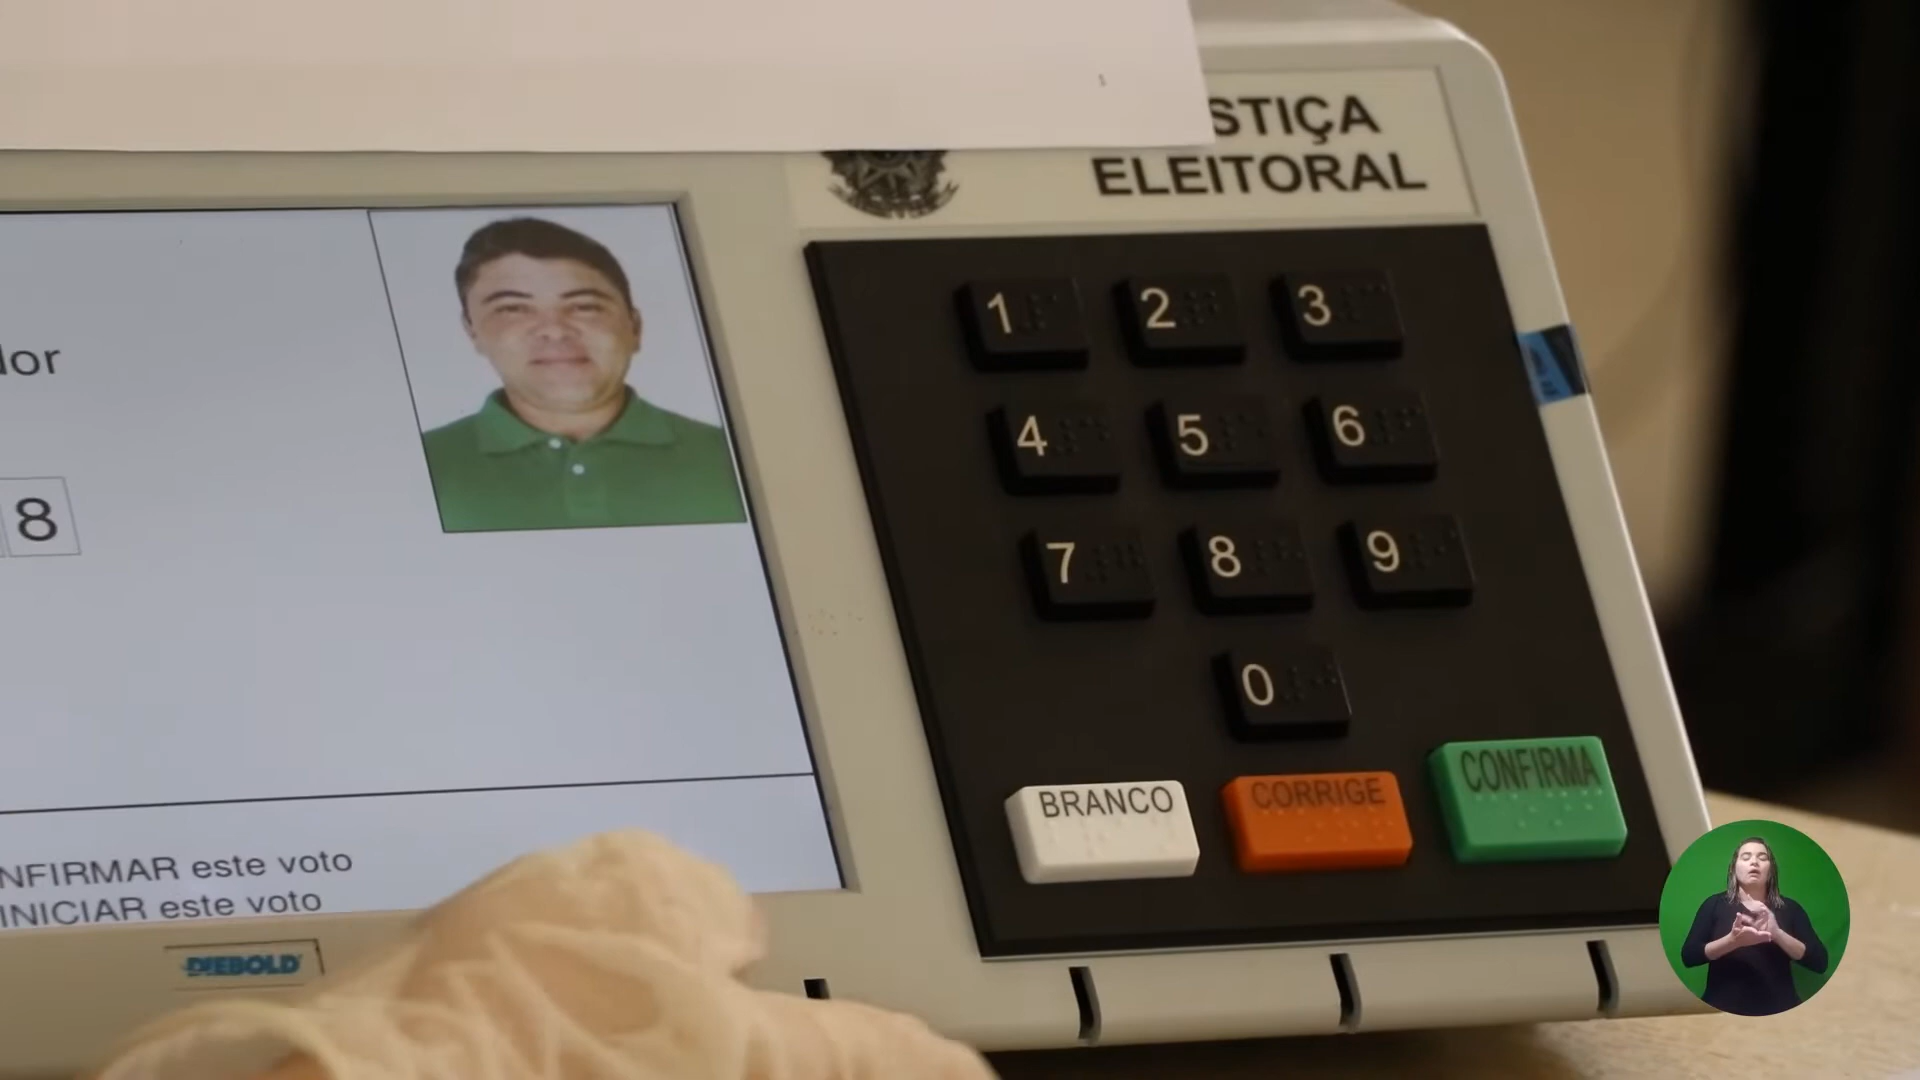 1
STIÇA
ELEITORAL
dor
8
1 2 3
4 5 6
7 8 9
0
BRANCO CORRIGE CONFIRMA
NFIRMAR este voto
INICIAR este voto
DIEBOLD